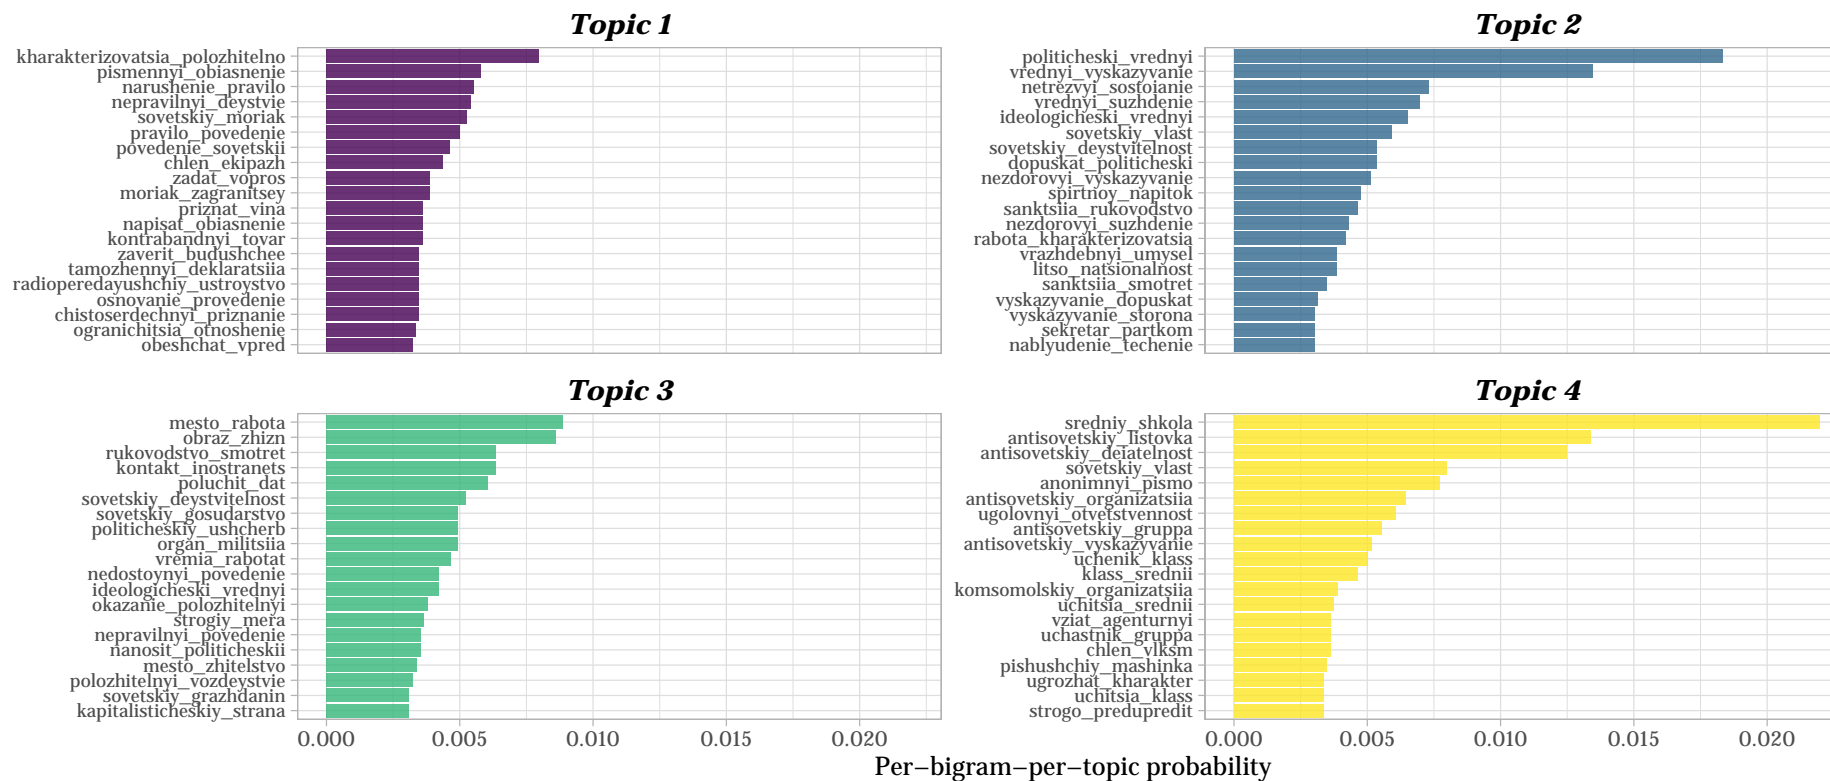 Topic 1
kharakterizovatsia_polozhitelno
pismennyi_obiasnenie
narushenie_pravilo
nepravilnyi_deystvie
sovetskiy_moriak
pravilo_povedenie
povedenie_sovetskii
chlen_ekipazh
zadat_vopros
moriak_zagranitsey
priznat_vina
napisat_obiasnenie
kontrabandnyi_tovar
zaverit_budushchee
tamozhennyi_deklaratsiia
radioperedayushchiy_ustroystvo
osnovanie_provedenie
chistoserdechnyi_priznanie
ogranichitsia_otnoshenie
obeshchat_vpred
Topic 2
politicheski_vrednyi
vrednyi_vyskazyvanie
netrezvyi_sostoianie
vrednyi_suzhdenie
ideologicheski_vrednyi
sovetskiy_vlast
sovetskiy_deystvitelnost
dopuskat_politicheski
nezdorovyi_vyskazyvanie
spirtnoy_napitok
sanktsiia_rukovodstvo
nezdorovyi_suzhdenie
rabota_kharakterizovatsia
vrazhdebnyi_umysel
litso_natsionalnost
sanktsiia_smotret
vyskazyvanie_dopuskat
vyskazyvanie_storona
sekretar_partkom
nablyudenie_techenie
Topic 3
mesto_rabota
obraz_zhizn
rukovodstvo_smotret
kontakt_inostranets
poluchit_dat
sovetskiy_deystvitelnost
sovetskiy_gosudarstvo
politicheskiy_ushcherb
organ_militsiia
vremia_rabotat
nedostoynyi_povedenie
ideologicheski_vrednyi
okazanie_polozhitelnyi
strogiy_mera
nepravilnyi_povedenie
nanosit_politicheskii
mesto_zhitelstvo
polozhitelnyi_vozdeystvie
sovetskiy_grazhdanin
kapitalisticheskiy_strana
0.000 0.005 0.010 0.015 0.020
Topic 4
sredniy_shkola
antisovetskiy_listovka
antisovetskiy_deiatelnost
sovetskiy_vlast
anonimnyi_pismo
antisovetskiy_organizatsiia
ugolovnyi_otvetstvennost
antisovetskiy_gruppa
antisovetskiy_vyskazyvanie
uchenik_klass
klass_srednii
komsomolskiy_organizatsiia
uchitsia_srednii
vziat_agenturnyi
uchastnik_gruppa
chlen_vlksm
pishushchiy_mashinka
ugrozhat_kharakter
uchitsia_klass
strogo_predupredit
0.000 0.005 0.010 0.015 0.020
Per−bigram−per−topic probability